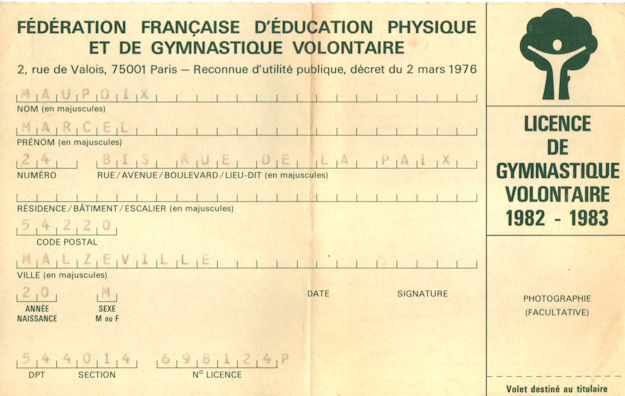 FÉDÉRATION FRANÇAISE D'ÉDUCATION PHYSIQUE
ET DE GYMNASTIQUE VOLONTAIRE
2, rue de Valois, 75001 Paris – Reconnue d'utilité publique, décret du 2 mars 1976
MAUPOIX
NOM (en majuscules)
MARCEL
PRÉNOM (en majuscules)
24 BIS RUE DE LA PAIX
NUMÉRO RUE/AVENUE/BOULEVARD/LIEU-DIT (en majuscules)
RÉSIDENCE/BÂTIMENT/ESCALIER (en majuscules)
54220
CODE POSTAL
MALZEVILLE
VILLE (en majuscules)
20 M
ANNÉE NAISSANCE
SEXE M ou F
DATE SIGNATURE
544014 698124P
DPT SECTION Nº LICENCE
LICENCE
DE
GYMNASTIQUE
VOLONTAIRE
1982 - 1983
PHOTOGRAPHIE
(FACULTATIVE)
Volet destiné au titulaire